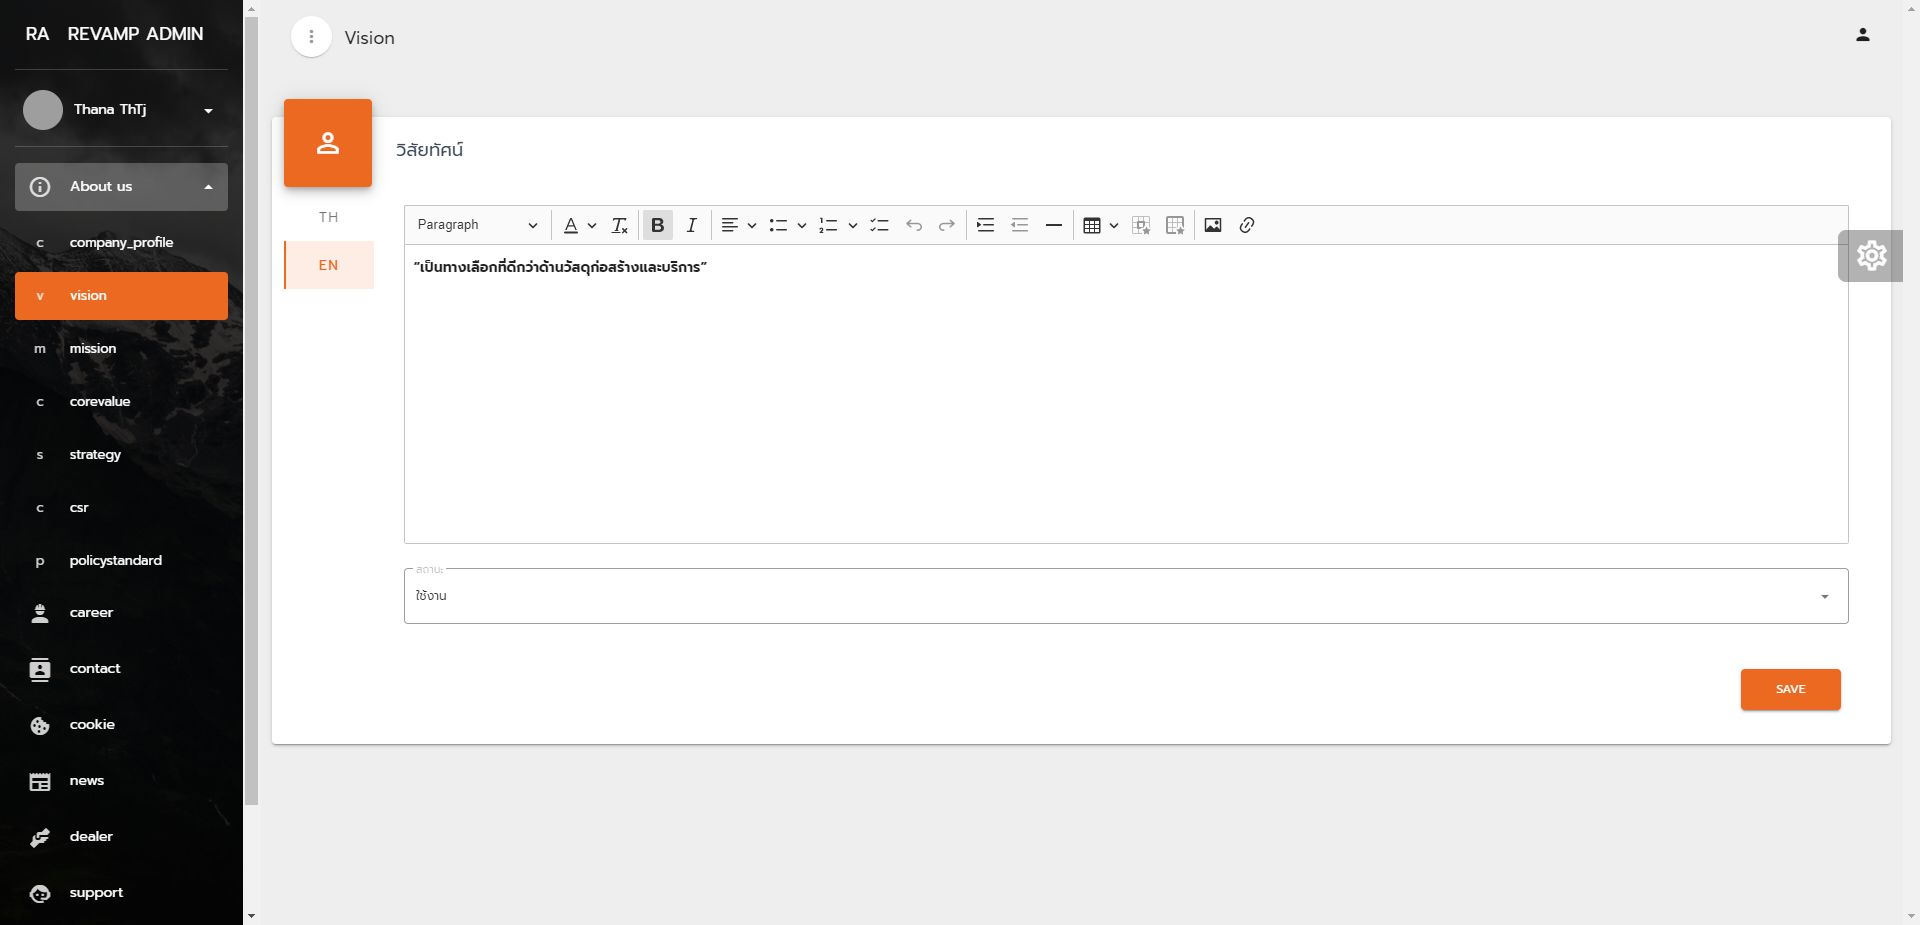 RA REVAMP ADMIN
Thana ThTj
About us
c company_profile
v vision
m mission
c corevalue
s strategy
c csr
p policystandard
career
contact
cookie
news
dealer
support
Vision
วิสัยทัศน์
TH
EN
Paragraph
“เป็นทางเลือกที่ดีกว่าด้านวัสดุก่อสร้างและบริการ”
สถานะ
ใช้งาน
SAVE